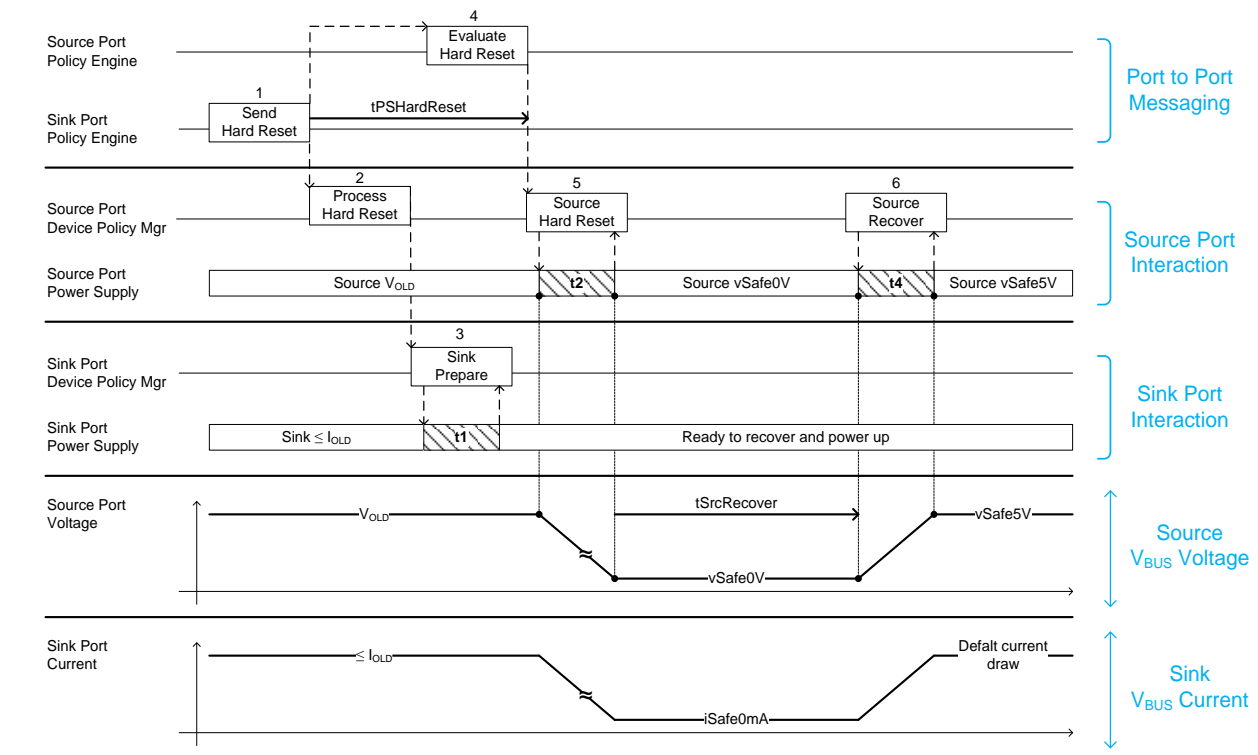 4
Source Port
Policy Engine
Evaluate
Hard Reset
Port to Port
Messaging
1
Sink Port
Policy Engine
Send
Hard Reset
tPSHardReset
2
5
6
Source Port
Device Policy Mgr
Process
Hard Reset
Source
Hard Reset
Source
Recover
Source Port
Interaction
Source Port
Power Supply
Source VOLD
t2
Source vSafe0V
t4
Source vSafe5V
3
Sink Port
Device Policy Mgr
Sink
Prepare
Sink Port
Interaction
Sink Port
Power Supply
Sink ≤ IOLD
t1
Ready to recover and power up
Source Port
Voltage
VOLD
≈
tSrcRecover
vSafe0V
vSafe5V
Source
VBUS Voltage
Sink Port
Current
≤ IOLD
≈
iSafe0mA
Defalt current
draw
Sink
VBUS Current